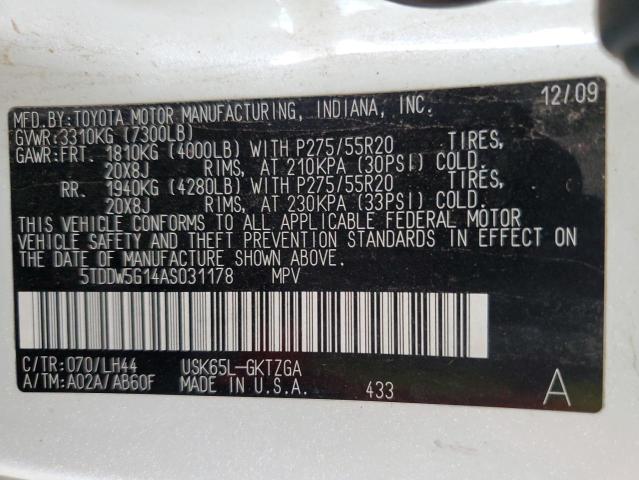 MFD.BY:TOYOTA MOTOR MANUFACTURING, INDIANA, INC. 12/09
GVWR:3310KG (7300LB)
GAWR:FRT. 1810KG (4000LB) WITH P275/55R20 TIRES,
20X8J RIMS, AT 210KPA (30PSI) COLD.
RR. 1940KG (4280LB) WITH P275/55R20 TIRES,
20X8J RIMS, AT 230KPA (33PSI) COLD.
THIS VEHICLE CONFORMS TO ALL APPLICABLE FEDERAL MOTOR
VEHICLE SAFETY AND THEFT PREVENTION STANDARDS IN EFFECT ON
THE DATE OF MANUFACTURE SHOWN ABOVE.
5TDDW5G14AS031178 MPV
C/TR:070/LH44 USK65L-GKTZGA
A/TM:A02A/AB60F MADE IN U.S.A. 433 A